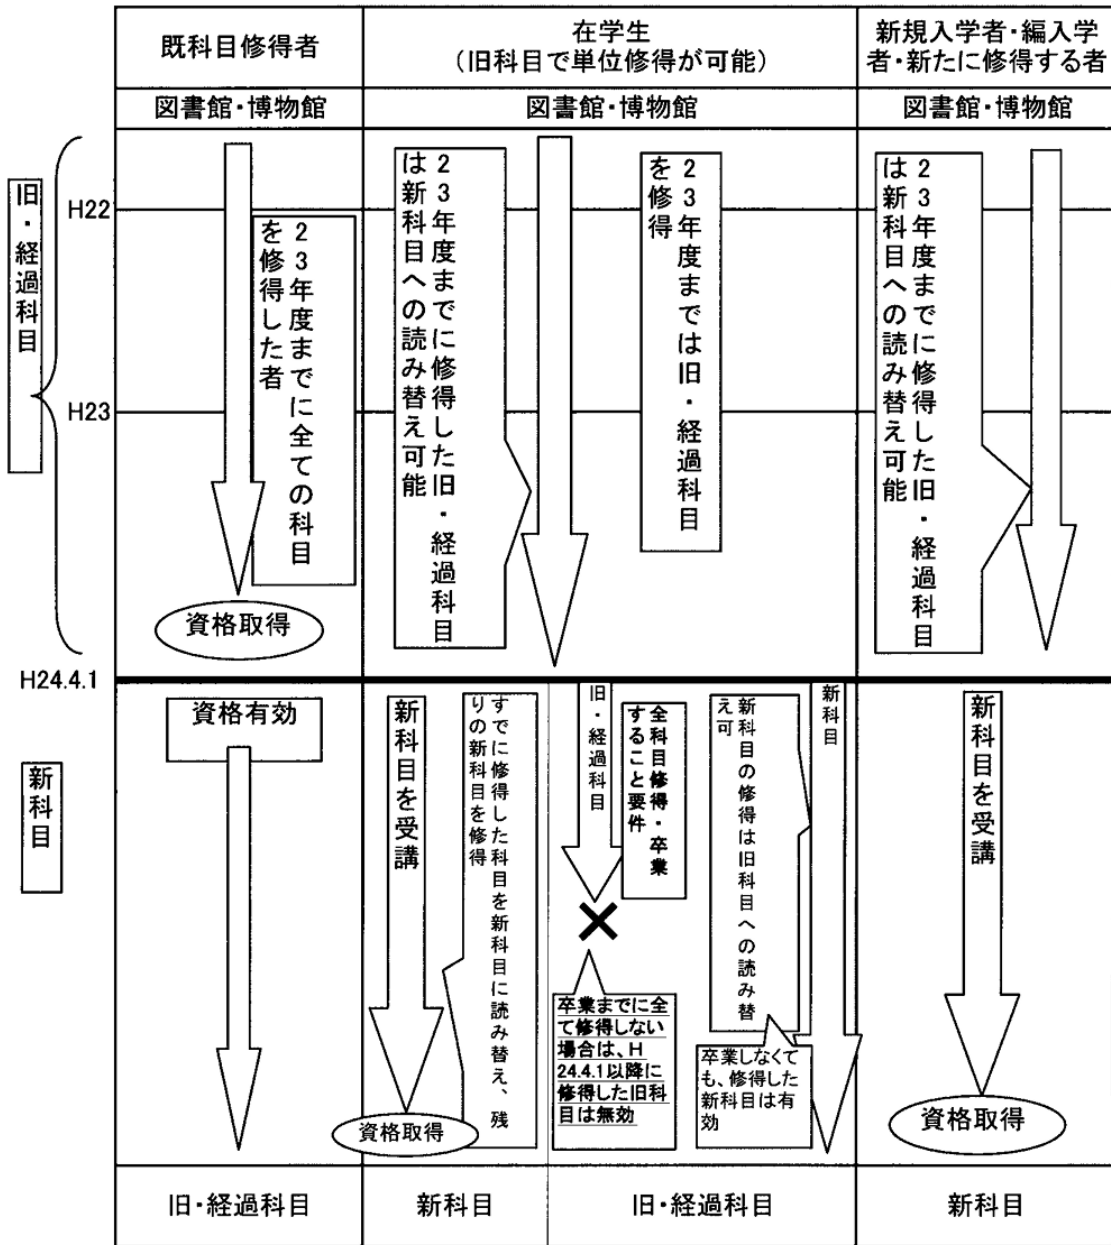 既科目修得者
在学生
(旧科目で単位修得が可能)
新規入学者・編入学
者・新たに修得する者
図書館・博物館
図書館・博物館
図書館・博物館
旧・経過科目
H22
H23
H24.4.1
新科目
23年度までに全ての科目
を修得した者
資格取得
23年度までに修得した旧・経過科目
は新科目への読み替え可能
23年度までは旧・経過科目
を修得
23年度までに修得した旧・経過科目
は新科目への読み替え可能
資格有効
新科目を受講
すでに修得した科目を新科目に読み替え、残
りの新科目を修得
資格取得
旧・経過科目
全科目修得・卒業
すること要件
卒業までに全
て修得しない
場合は、H
24.4.1以降に
修得した旧科
目は無効
新科目の修得は旧科目への読み替
え可
新科目
卒業しなくて
も、修得した
新科目は有
効
新科目を受講
資格取得
旧・経過科目
新科目
旧・経過科目
新科目